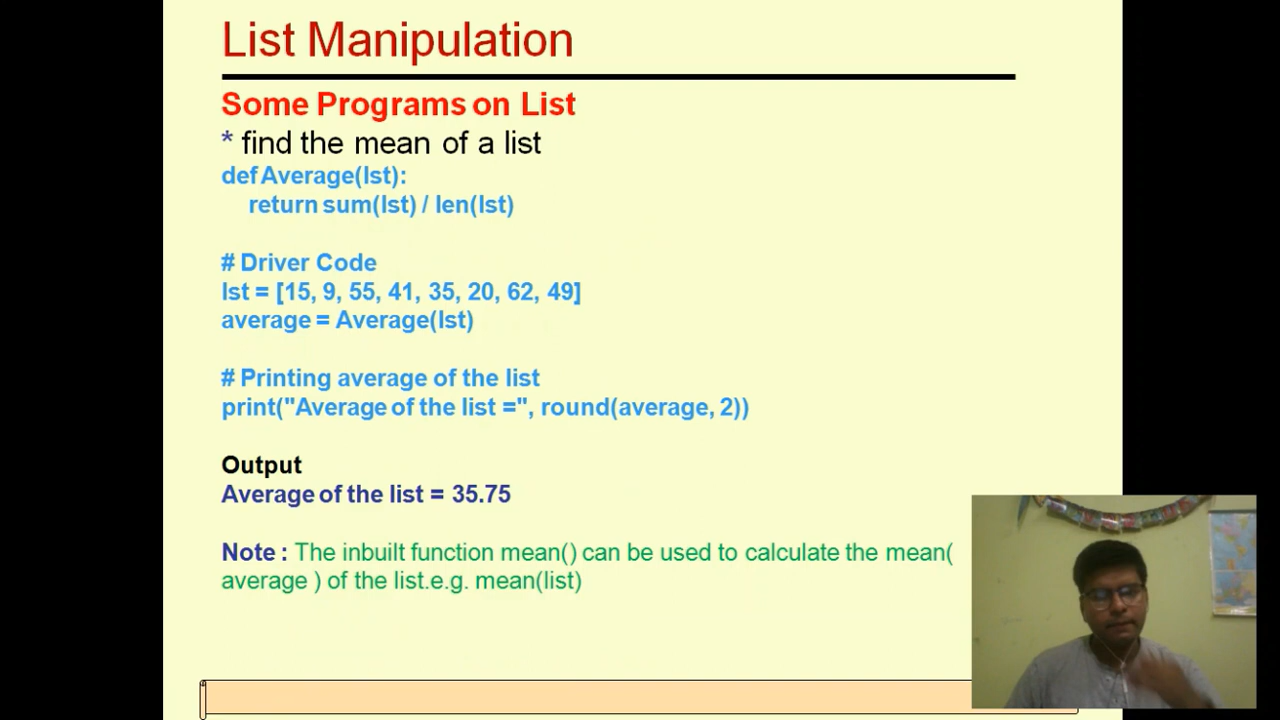 List Manipulation
Some Programs on List
* find the mean of a list
def Average(lst):
return sum(lst) / len(lst)
# Driver Code
lst = [15, 9, 55, 41, 35, 20, 62, 49]
average = Average(lst)
# Printing average of the list
print("Average of the list =", round(average, 2))
Output
Average of the list = 35.75
Note : The inbuilt function mean() can be used to calculate the mean(
average ) of the list.e.g. mean(list)